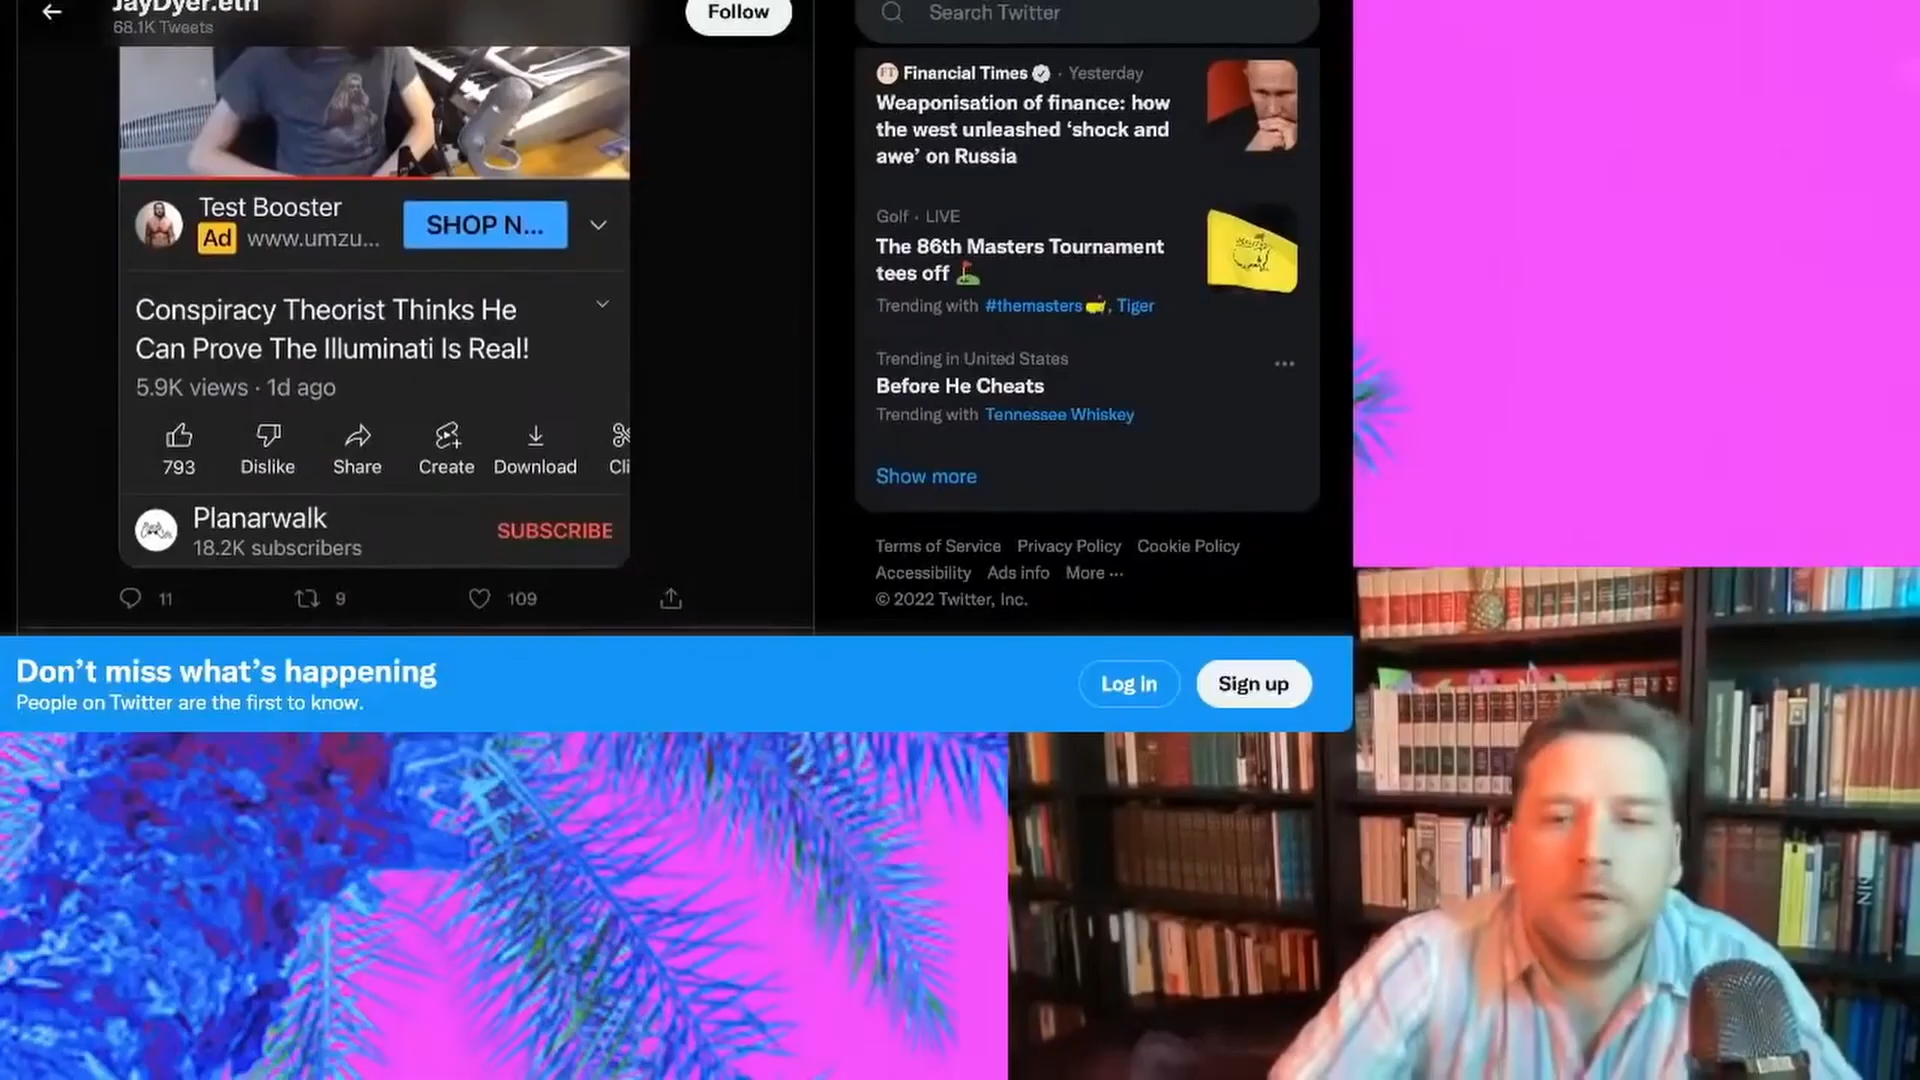 JayDyer.eth
68.1K Tweets
Follow
Test Booster
Ad www.umzu...
SHOP N...
Conspiracy Theorist Thinks He
Can Prove The Illuminati Is Real!
5.9K views · 1d ago
793
Dislike
Share
Create
Download
Cli
Planarwalk
18.2K subscribers
SUBSCRIBE
11
9
109
Search Twitter
FT Financial Times · Yesterday
Weaponisation of finance: how
the west unleashed ‘shock and
awe’ on Russia
Golf · LIVE
The 86th Masters Tournament
tees off
Trending with #themasters, Tiger
Trending in United States
Before He Cheats
Trending with Tennessee Whiskey
Show more
Terms of Service Privacy Policy Cookie Policy
Accessibility Ads info More ···
© 2022 Twitter, Inc.
Don’t miss what’s happening
People on Twitter are the first to know.
Log in
Sign up